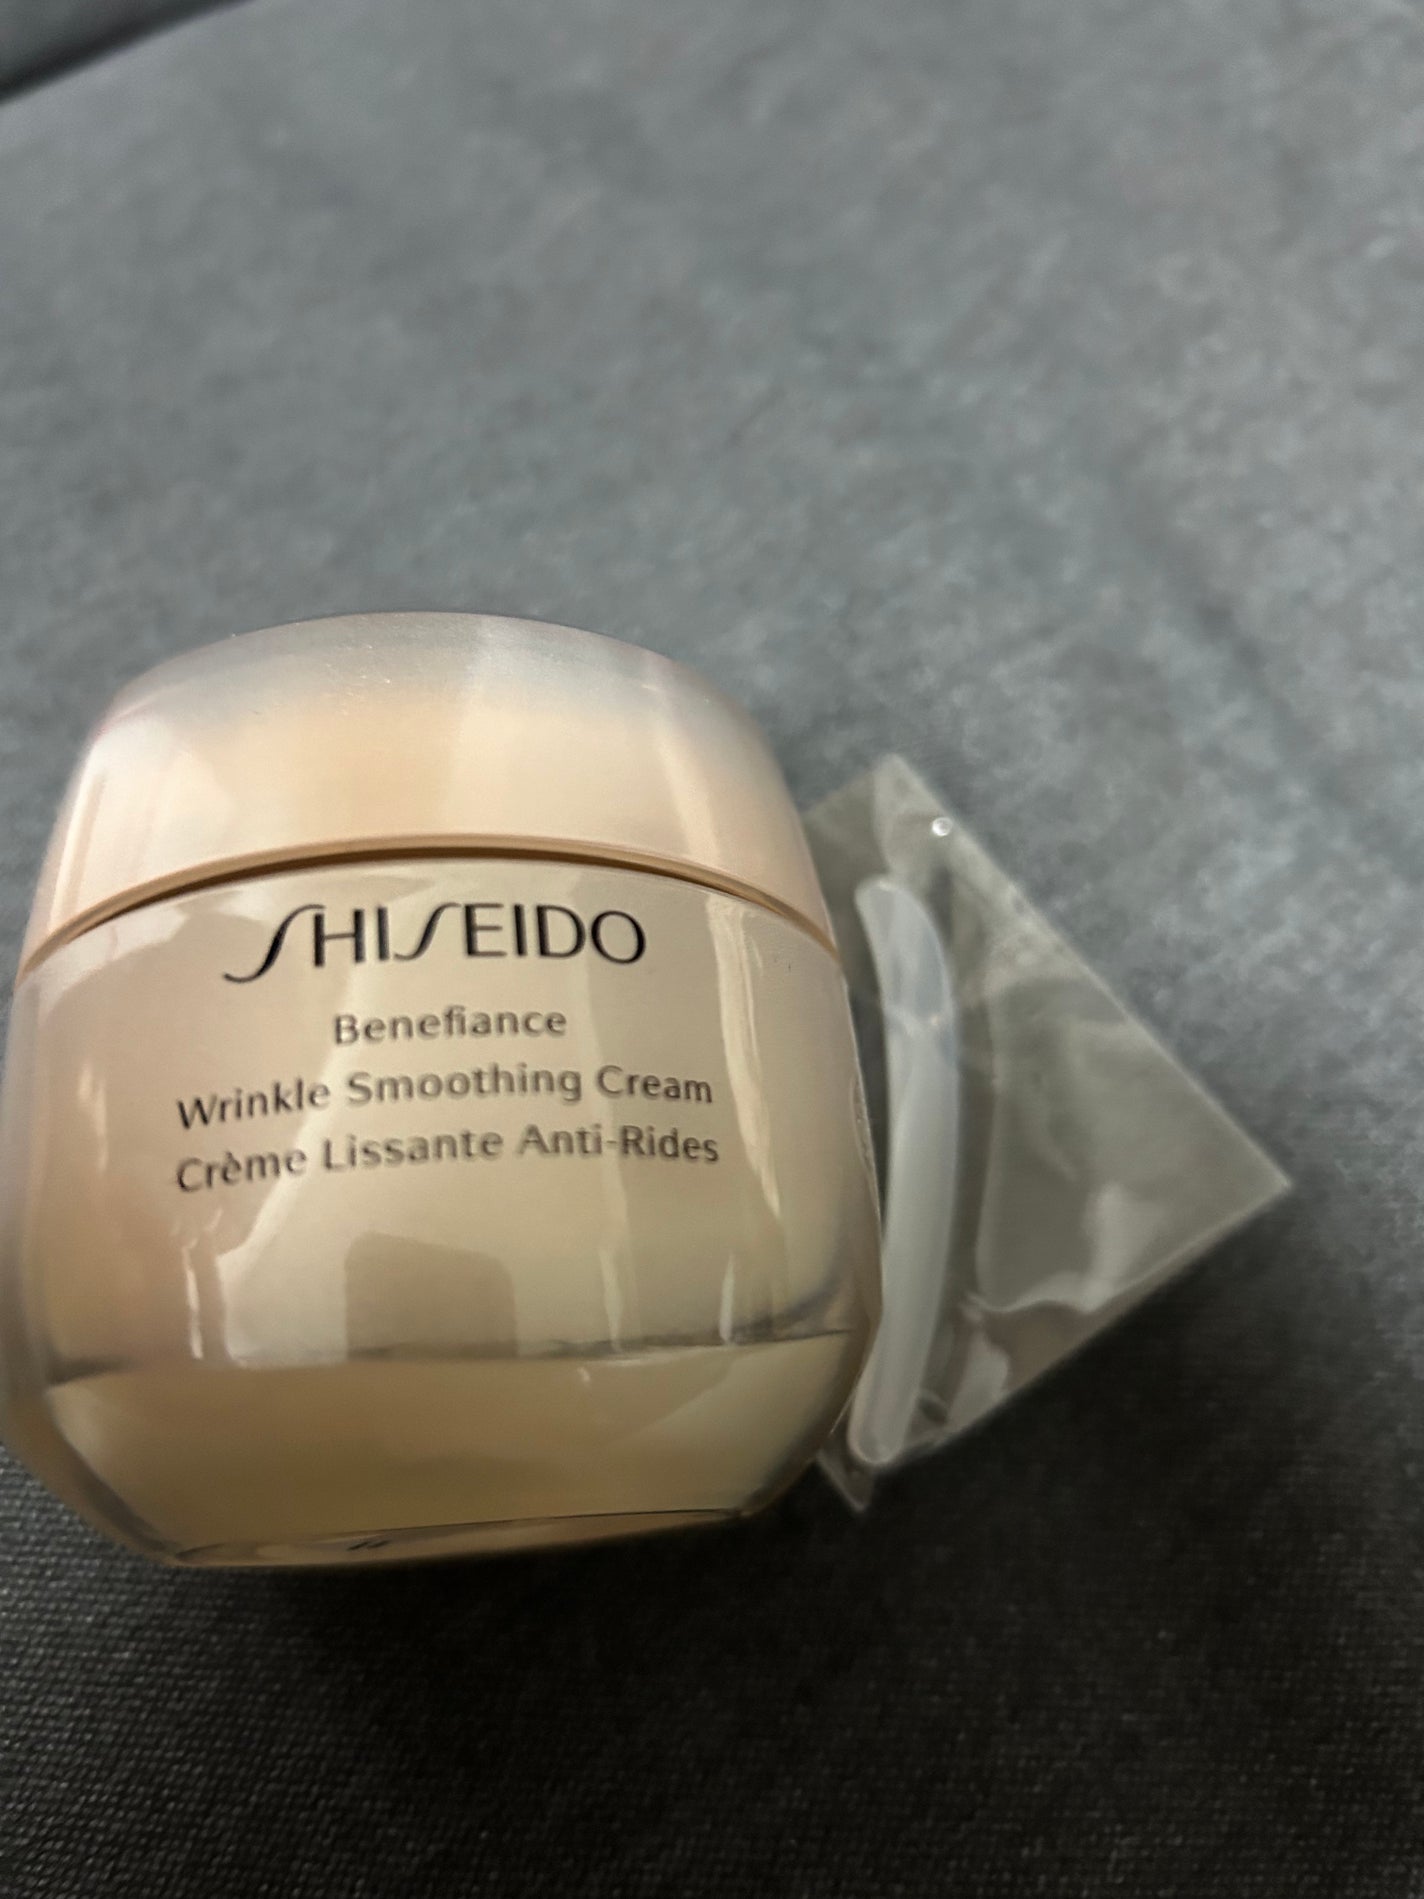 SHISEIDO
Benefiance
Wrinkle Smoothing Cream
Crème Lissante Anti-Rides